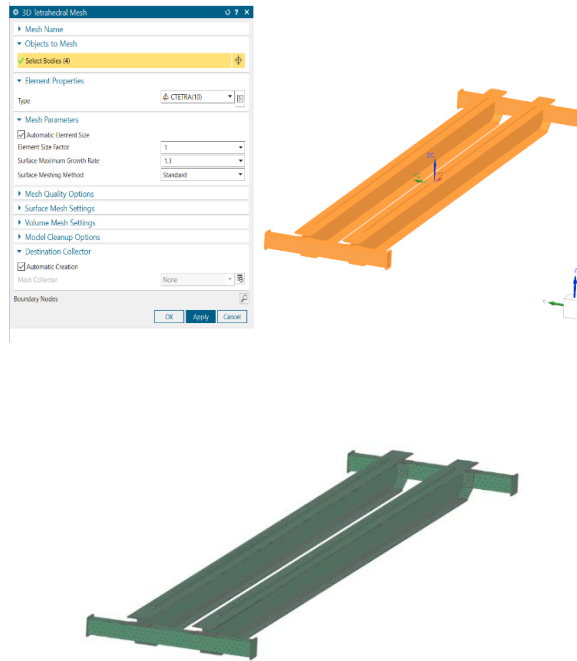 3D Tetrahedral Mesh
Mesh Name
Objects to Mesh
Select Bodies (4)
Element Properties
Type
CTETRA(10)
Mesh Parameters
Automatic Element Size
Element Size Factor
1
Surface Maximum Growth Rate
1.3
Surface Meshing Method
Standard
Mesh Quality Options
Surface Mesh Settings
Volume Mesh Settings
Model Cleanup Options
Destination Collector
Automatic Creation
Mesh Collector
None
Boundary Nodes
OK
Apply
Cancel